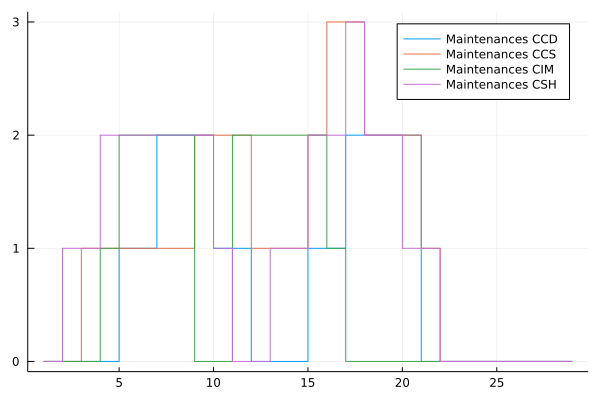 3
Maintenances CCD
Maintenances CCS
Maintenances CIM
Maintenances CSH
2
1
0
5 10 15 20 25